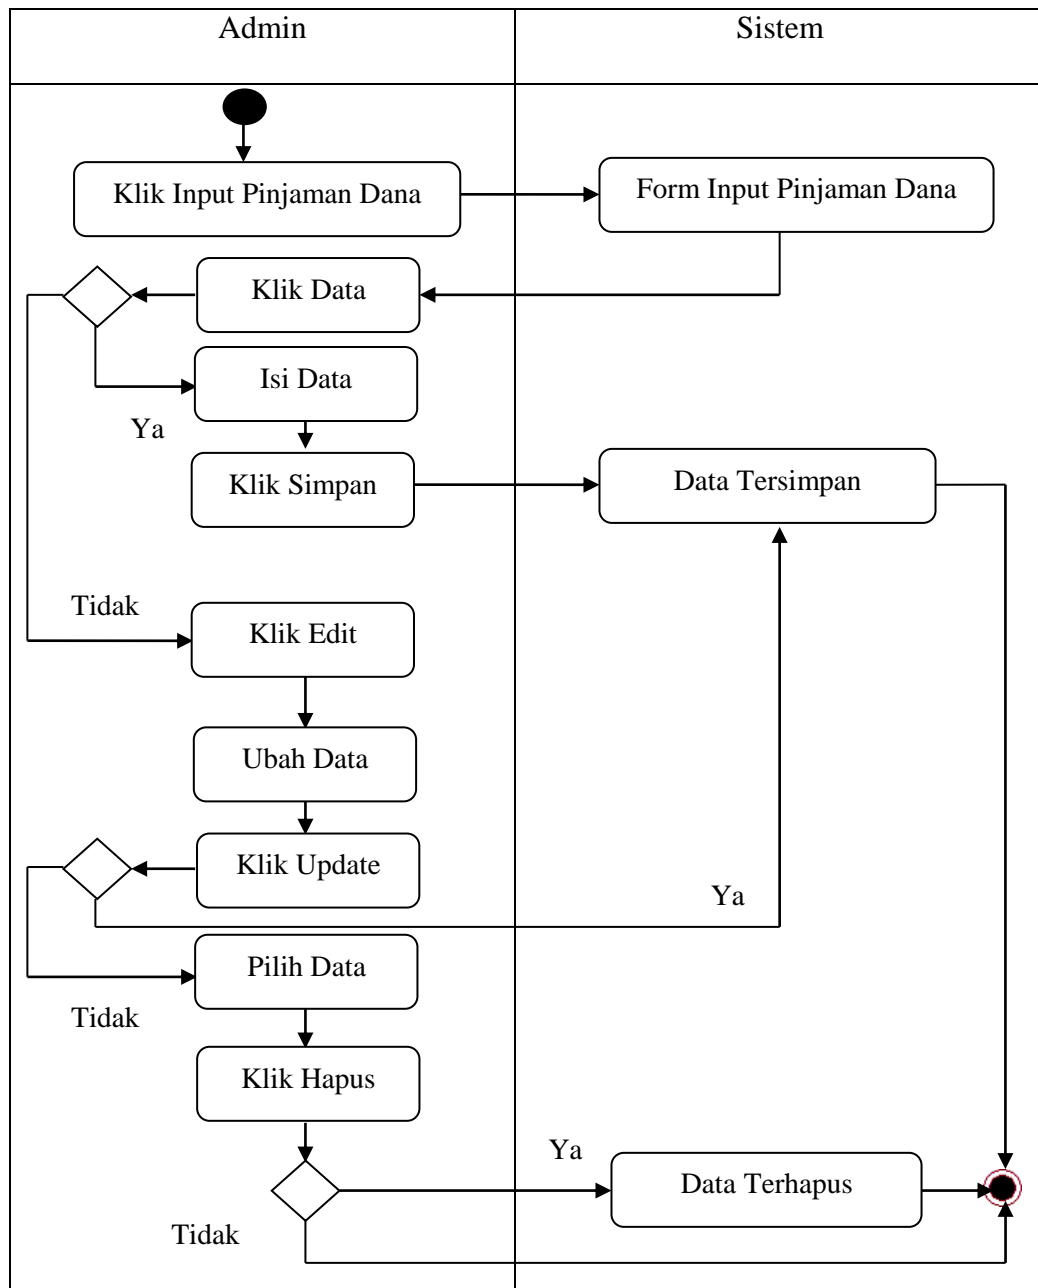 Admin
Sistem
Klik Input Pinjaman Dana
Form Input Pinjaman Dana
Klik Data
Isi Data
Ya
Klik Simpan
Data Tersimpan
Tidak
Klik Edit
Ubah Data
Klik Update
Ya
Pilih Data
Tidak
Klik Hapus
Ya
Data Terhapus
Tidak